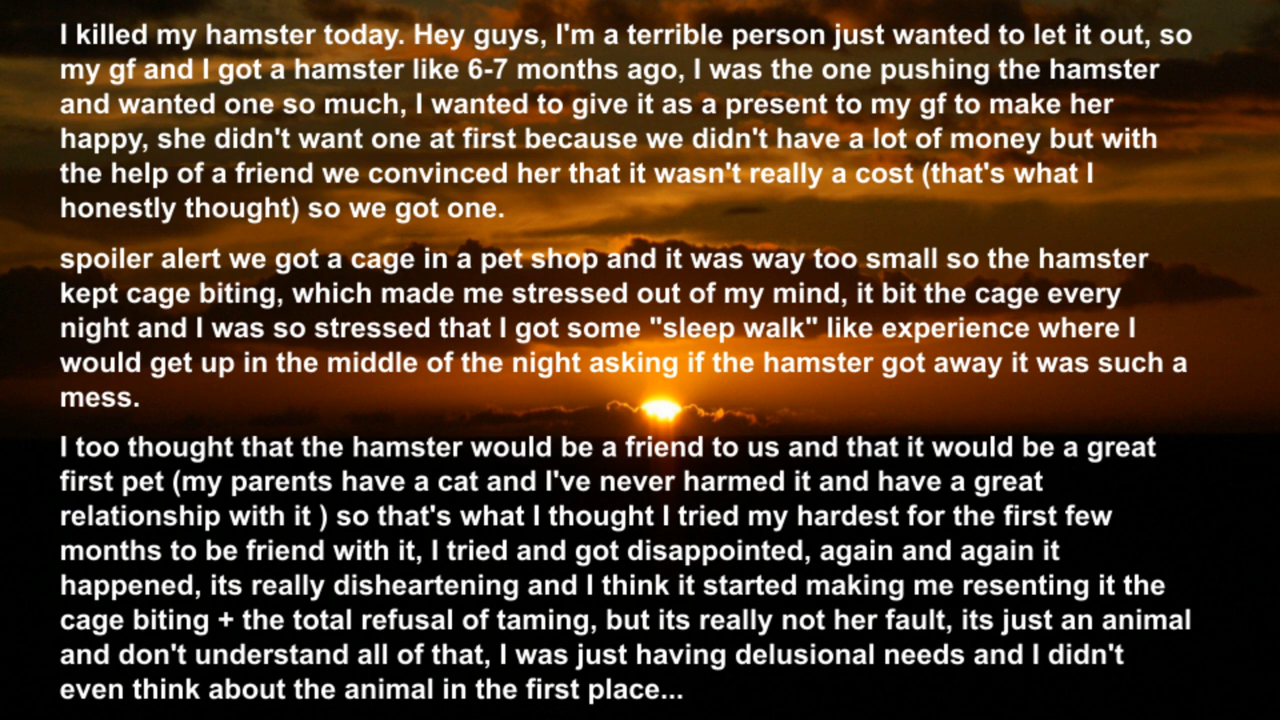 I killed my hamster today. Hey guys, I'm a terrible person just wanted to let it out, so
my gf and I got a hamster like 6-7 months ago, I was the one pushing the hamster
and wanted one so much, I wanted to give it as a present to my gf to make her
happy, she didn't want one at first because we didn't have a lot of money but with
the help of a friend we convinced her that it wasn't really a cost (that's what I
honestly thought) so we got one.
spoiler alert we got a cage in a pet shop and it was way too small so the hamster
kept cage biting, which made me stressed out of my mind, it bit the cage every
night and I was so stressed that I got some "sleep walk" like experience where I
would get up in the middle of the night asking if the hamster got away it was such a
mess.
I too thought that the hamster would be a friend to us and that it would be a great
first pet (my parents have a cat and I've never harmed it and have a great
relationship with it ) so that's what I thought I tried my hardest for the first few
months to be friend with it, I tried and got disappointed, again and again it
happened, its really disheartening and I think it started making me resenting it the
cage biting + the total refusal of taming, but its really not her fault, its just an animal
and don't understand all of that, I was just having delusional needs and I didn't
even think about the animal in the first place...